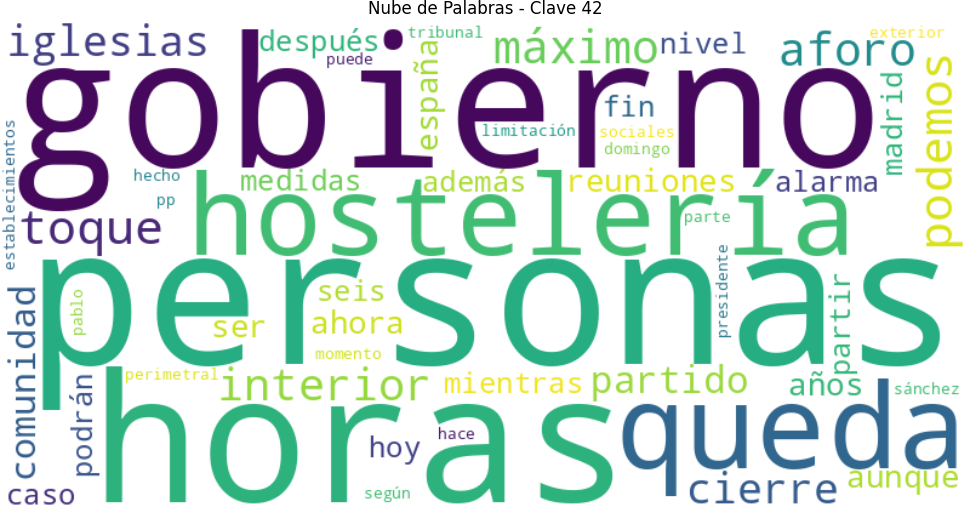 Nube de Palabras - Clave 42
iglesias
después
puede
tribunal
españa
máximo
nivel
aforo
exterior
gobierno
fin
limitación
sociales
domingo
madrid
podemos
establecimientos
hecho
pp
medidas
además
reuniones
alarma
toque
hostelería
parte
personas
pablo
seis
ser
ahora
momento
presidente
partir
comunidad
podrán
perimetral
interior
mientras
partido
años
sánchez
horas
queda
hoy
hace
según
caso
cierre
aunque